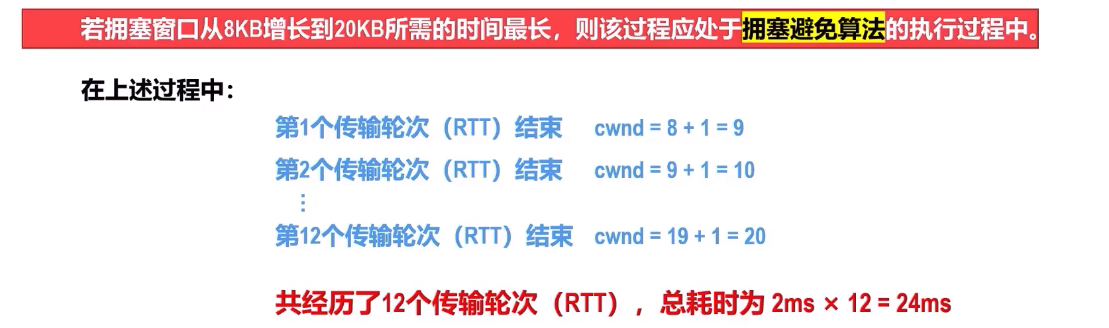 若拥塞窗口从8KB增长到20KB所需的时间最长，则该过程应处于拥塞避免算法的执行过程中。
在上述过程中：
第1个传输轮次（RTT）结束 cwnd = 8 + 1 = 9
第2个传输轮次（RTT）结束 cwnd = 9 + 1 = 10
⋮
第12个传输轮次（RTT）结束 cwnd = 19 + 1 = 20
共经历了12个传输轮次（RTT），总耗时为 2ms × 12 = 24ms